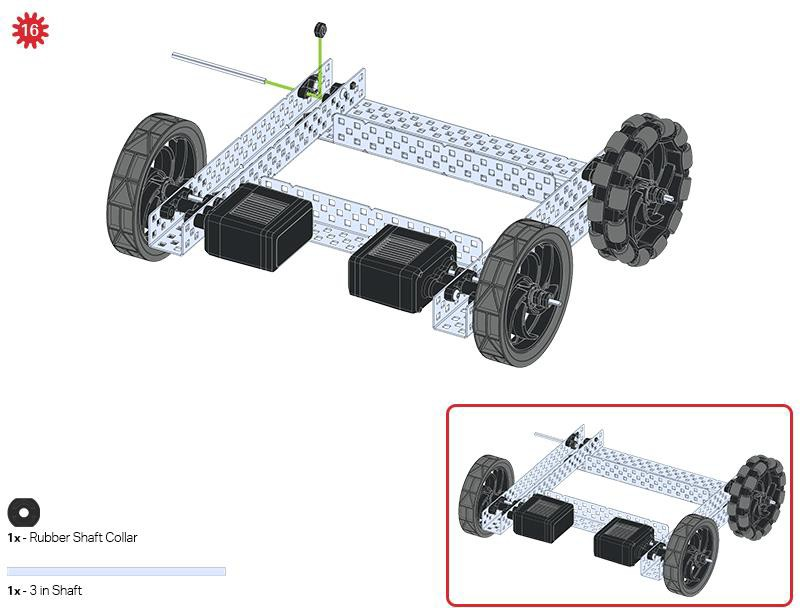 16
1x - Rubber Shaft Collar
1x - 3 in Shaft